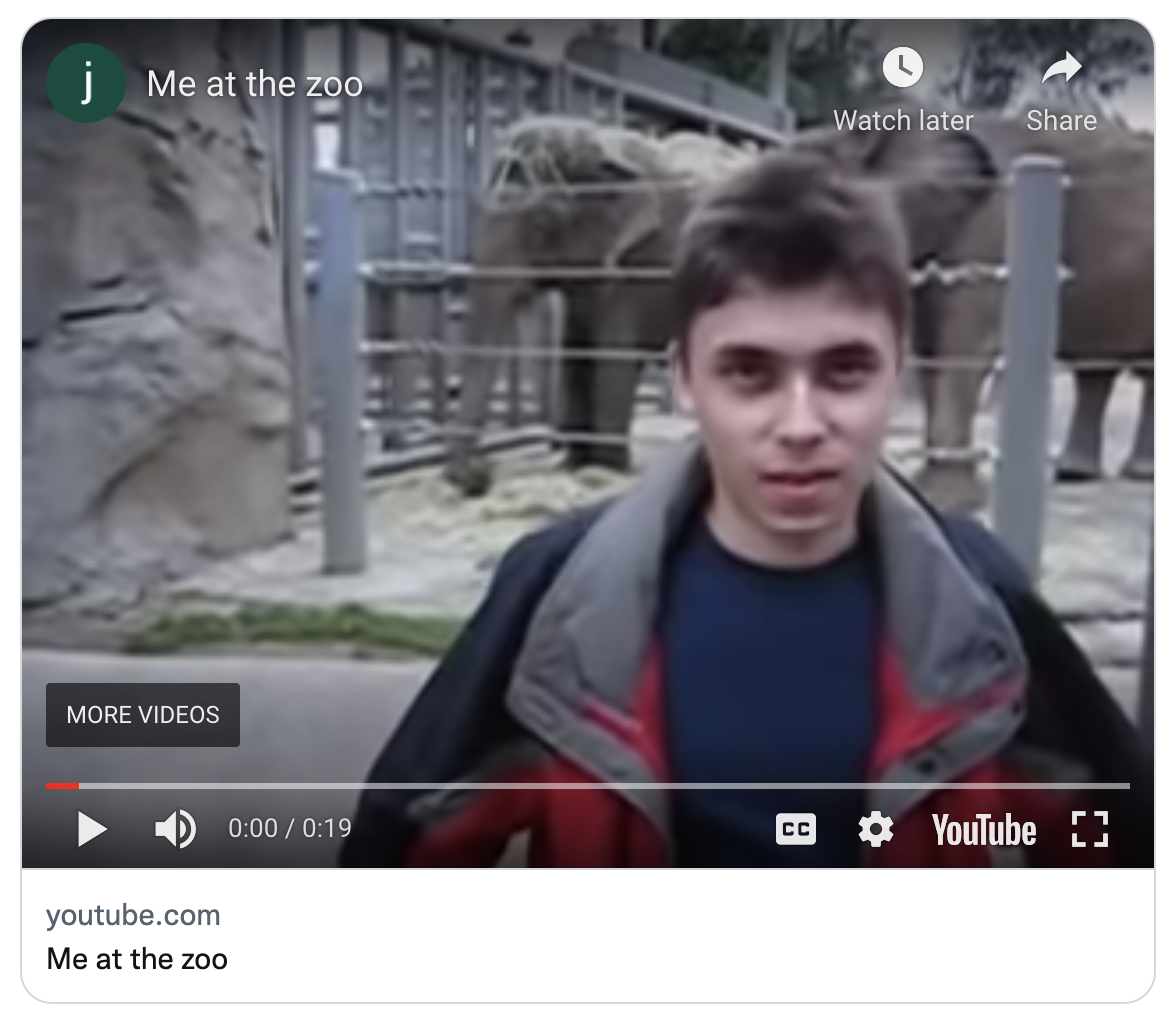 j
Me at the zoo
Watch later
Share
MORE VIDEOS
0:00 / 0:19
CC
YouTube
youtube.com
Me at the zoo